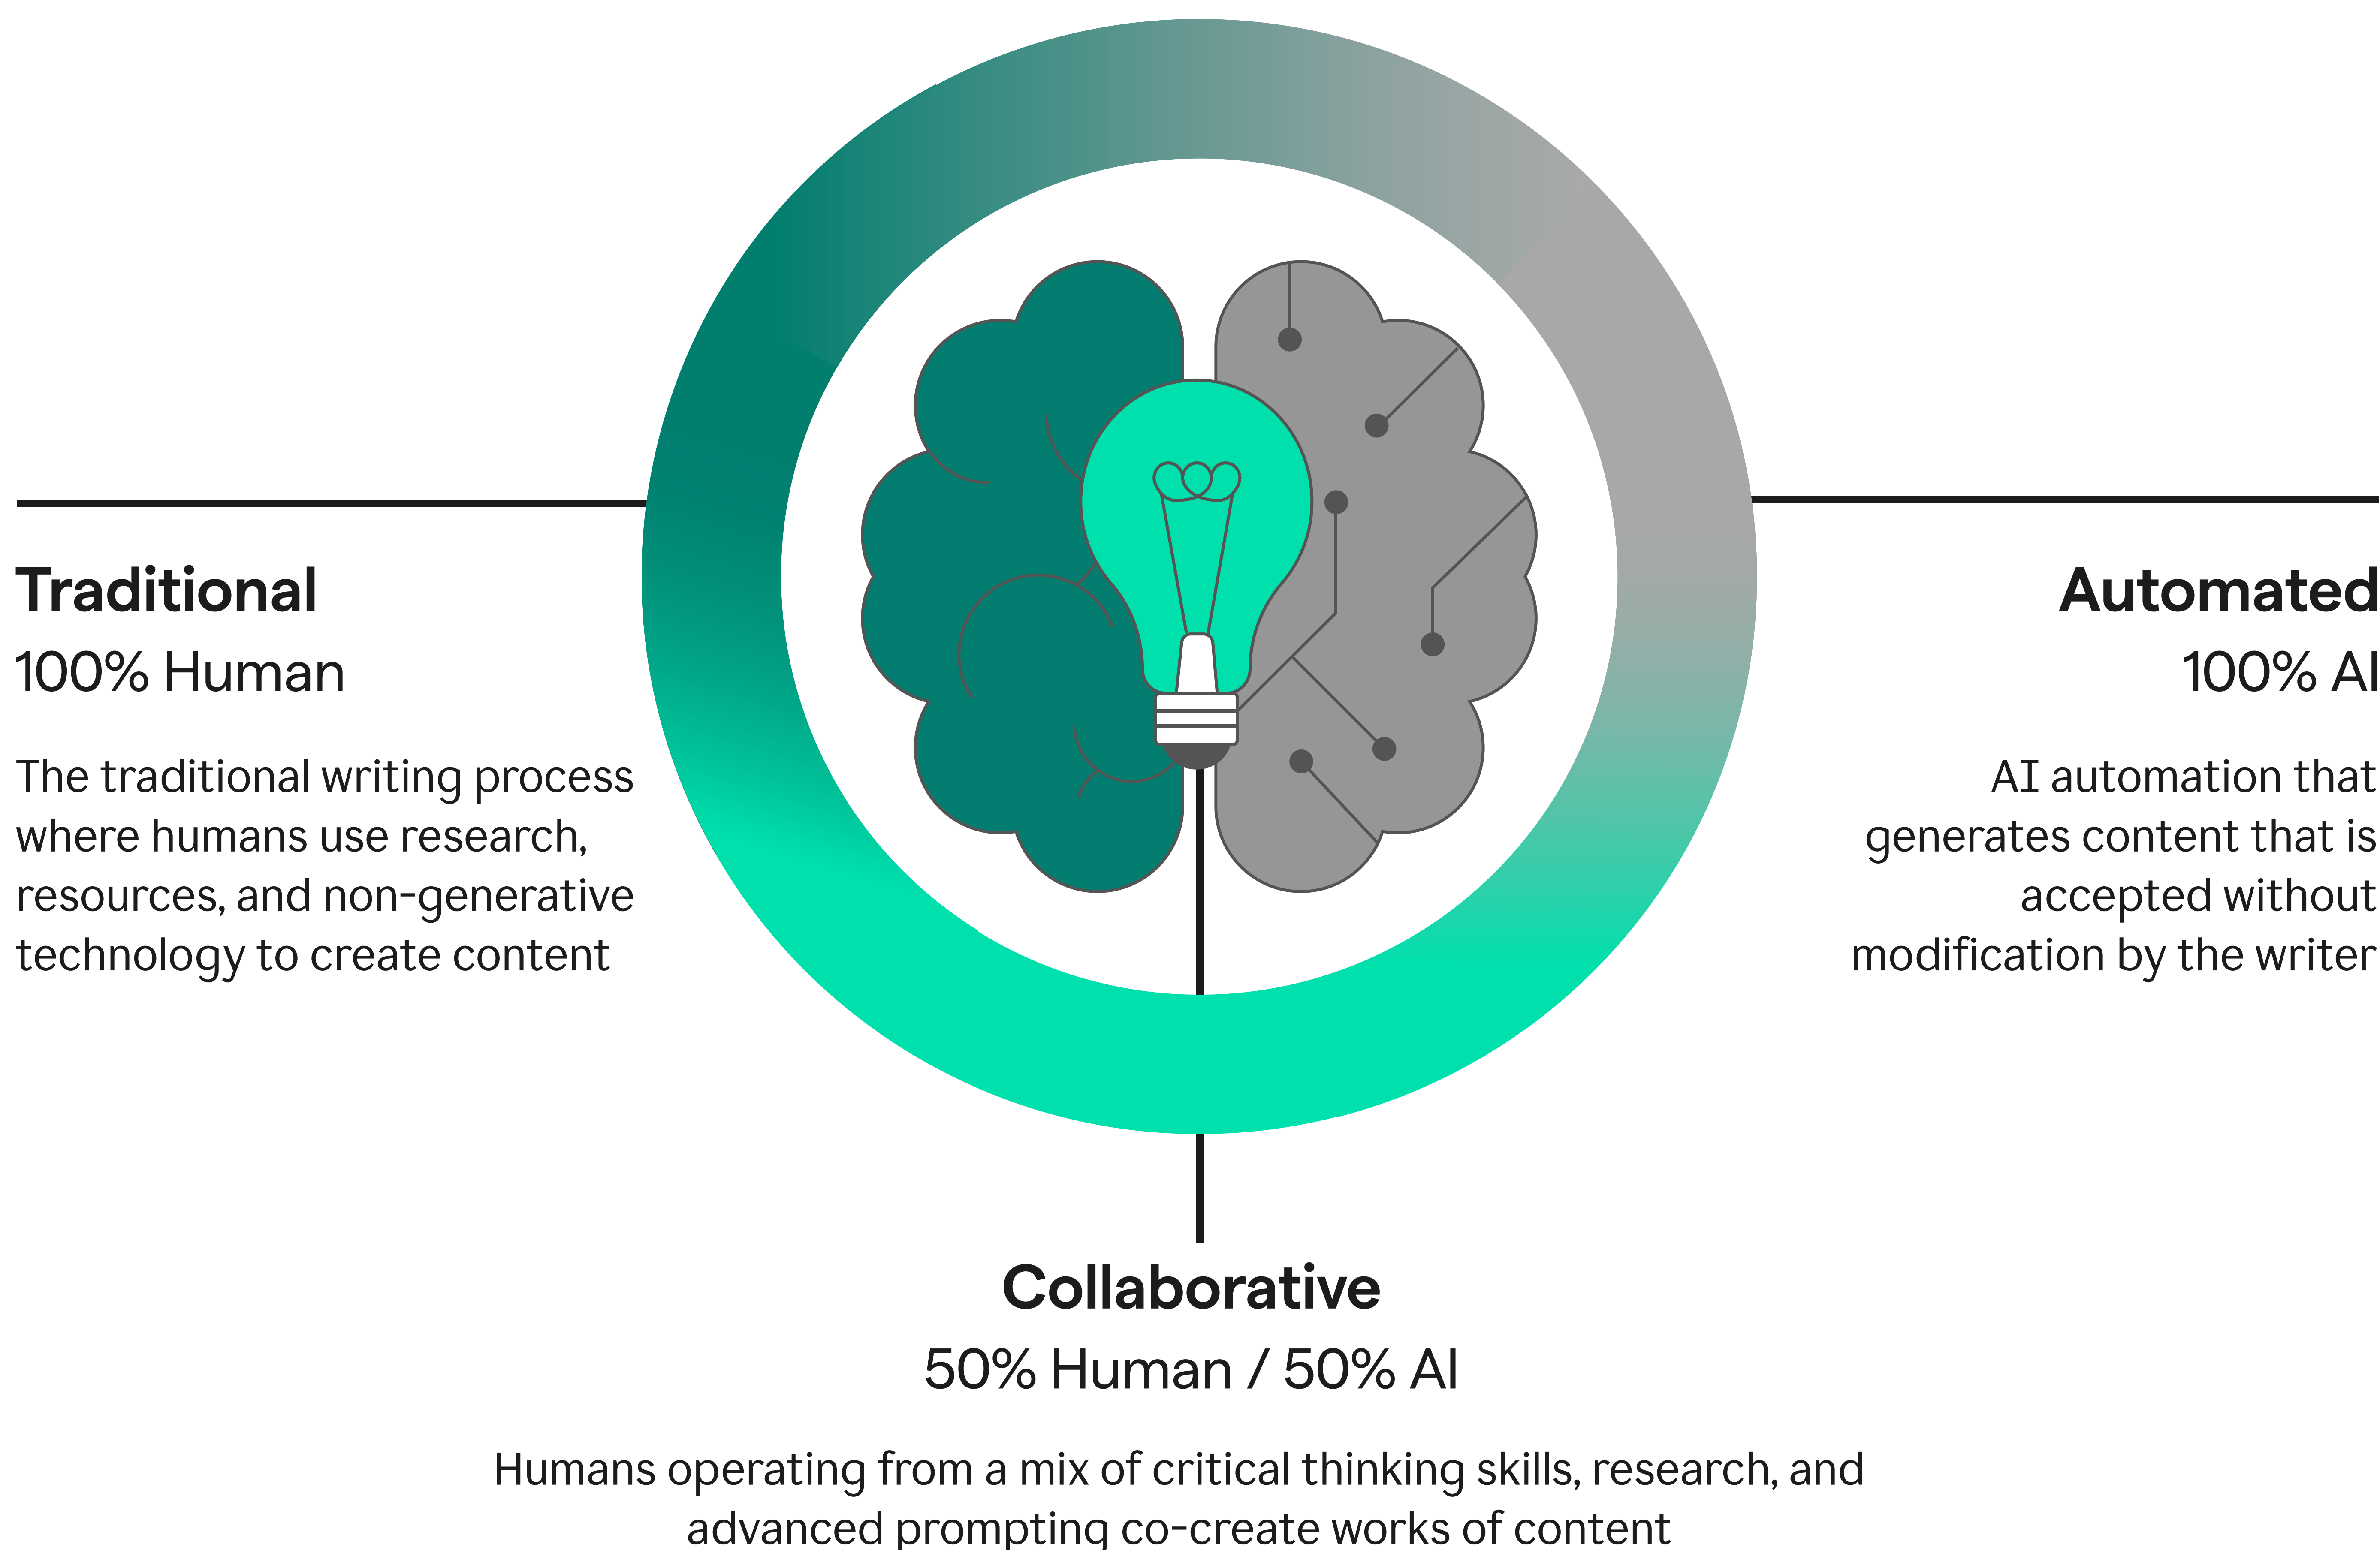 Traditional
100% Human
The traditional writing process
where humans use research,
resources, and non-generative
technology to create content
Automated
100% AI
AI automation that
generates content that is
accepted without
modification by the writer
Collaborative
50% Human / 50% AI
Humans operating from a mix of critical thinking skills, research, and
advanced prompting co-create works of content